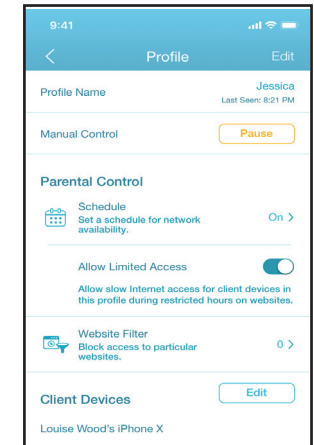 9:41
Profile
Edit
Profile Name
Jessica
Last Seen: 8:21 PM
Manual Control
Pause
Parental Control
Schedule
Set a schedule for network
availability.
On
Allow Limited Access
Allow slow Internet access for client devices in
this profile during restricted hours on websites.
Website Filter
Block access to particular
websites.
0
Client Devices
Edit
Louise Wood's iPhone X